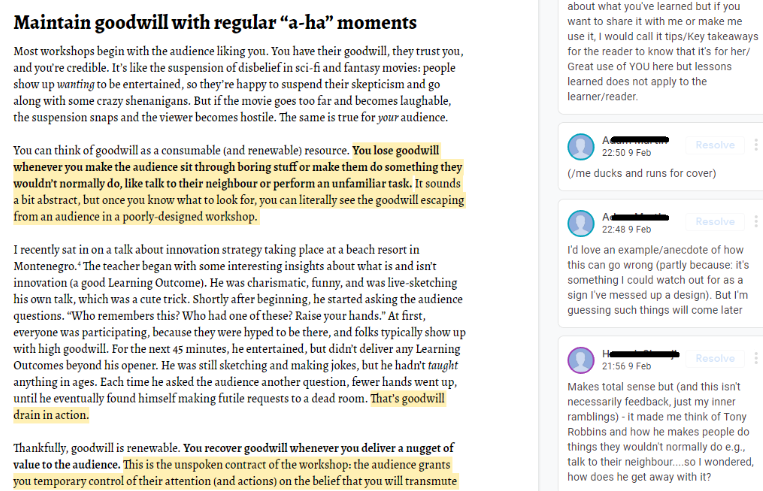 Maintain goodwill with regular “a-ha” moments
Most workshops begin with the audience liking you. You have their goodwill, they trust you,
and you're credible. It's like the suspension of disbelief in sci-fi and fantasy movies: people
show up wanting to be entertained, so they're happy to suspend their skepticism and go
along with some crazy shenanigans. But if the movie goes too far and becomes laughable,
the suspension snaps and the viewer becomes hostile. The same is true for your audience.
You can think of goodwill as a consumable (and renewable) resource. You lose goodwill
whenever you make the audience sit through boring stuff or make them do something they
wouldn't normally do, like talk to their neighbour or perform an unfamiliar task. It sounds
a bit abstract, but once you know what to look for, you can literally see the goodwill escaping
from an audience in a poorly-designed workshop.
I recently sat in on a talk about innovation strategy taking place at a beach resort in
Montenegro.⁴ The teacher began with some interesting insights about what is and isn't
innovation (a good Learning Outcome). He was charismatic, funny, and was live-sketching
his own talk, which was a cute trick. Shortly after beginning, he started asking the audience
questions. “Who remembers this? Who had one of these? Raise your hands.” At first,
everyone was participating, because they were hyped to be there, and folks typically show up
with high goodwill. For the next 45 minutes, he entertained, but didn't deliver any Learning
Outcomes beyond his opener. He was still sketching and making jokes, but he hadn't taught
anything in ages. Each time he asked the audience another question, fewer hands went up,
until he eventually found himself making futile requests to a dead room. That's goodwill
drain in action.
Thankfully, goodwill is renewable. You recover goodwill whenever you deliver a nugget of
value to the audience. This is the unspoken contract of the workshop: the audience grants
you temporary control of their attention (and actions) on the belief that you will transmute
about what you've learned but if you
want to share it with me or make me
use it, I would call it tips/Key takeaways
for the reader to know that it's for her/
Great use of YOU here but lessons
learned does not apply to the
learner/reader.
Resolve
22:50 9 Feb
(/me ducks and runs for cover)
Resolve
22:48 9 Feb
I'd love an example/anecdote of how
this can go wrong (partly because: it's
something I could watch out for as a
sign I've messed up a design). But I'm
guessing such things will come later
Resolve
21:56 9 Feb
Makes total sense but (and this isn't
necessarily feedback, just my inner
ramblings) - it made me think of Tony
Robbins and how he makes people do
things they wouldn't normally do e.g.,
talk to their neighbour....so I wondered,
how does he get away with it?